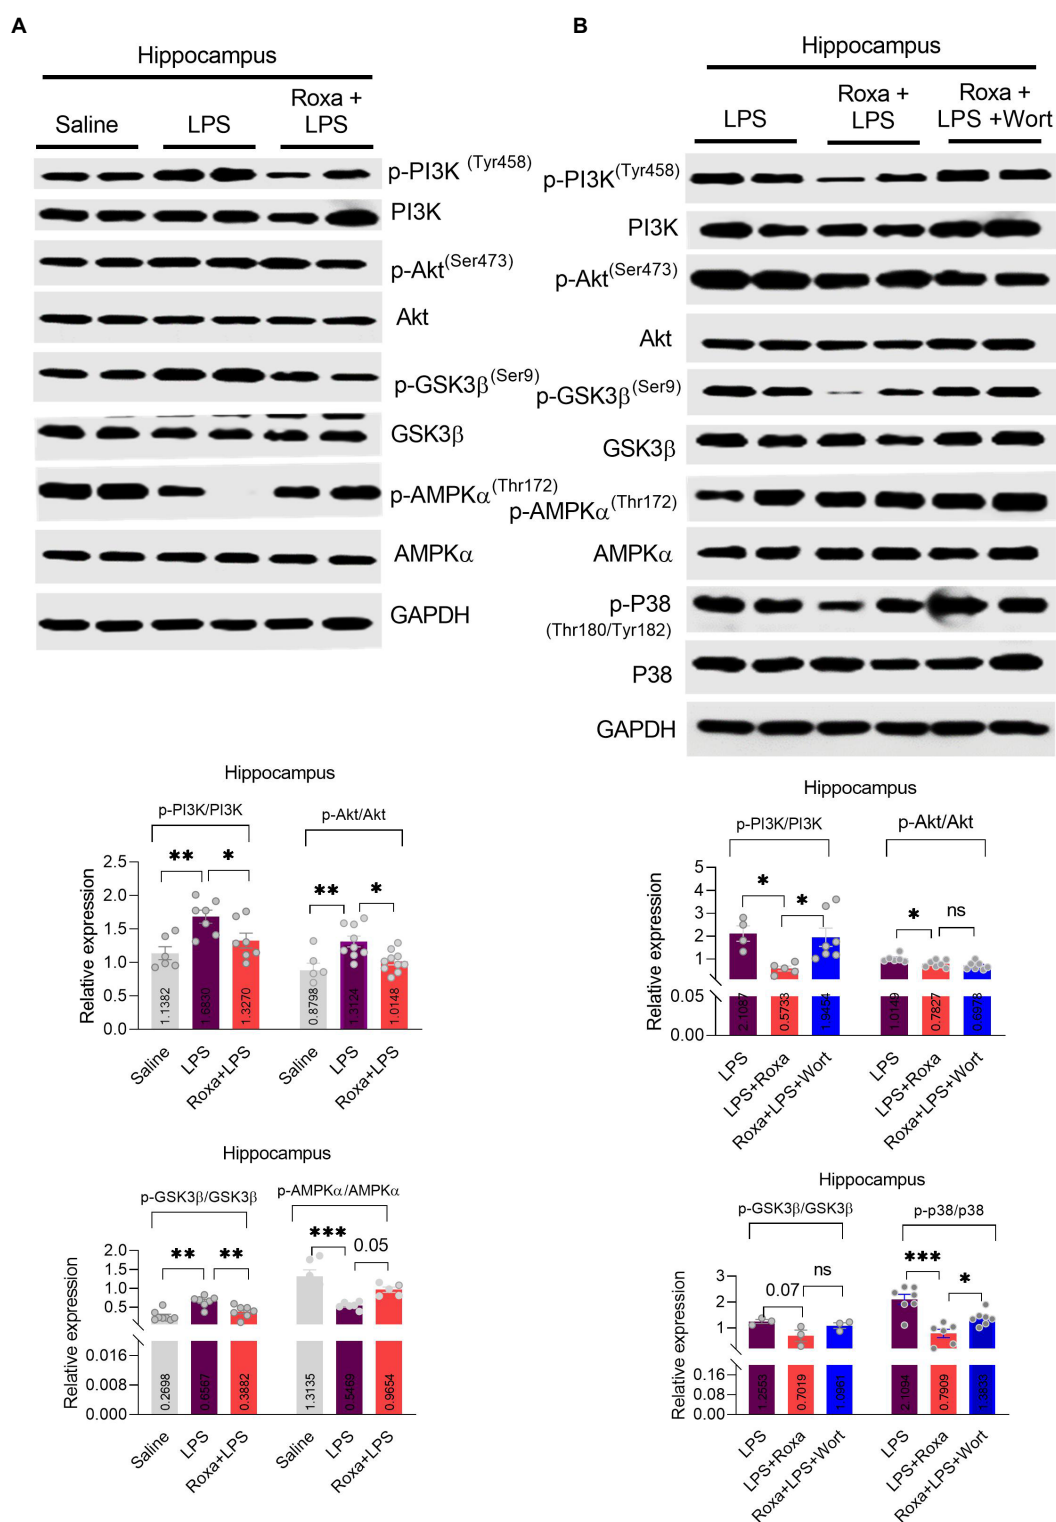 A
Hippocampus
Saline
LPS
Roxa +
LPS
p-PI3K (Tyr458)
PI3K
p-Akt(Ser473)
Akt
p-GSK3β(Ser9)
GSK3β
p-AMPKα(Thr172)
AMPKα
GAPDH
Hippocampus
p-PI3K/PI3K
p-Akt/Akt
** * ** *
Relative expression
2.5
2.0
1.5
1.0
0.5
0.0
1.1382
1.6830
1.3270
0.8798
1.3124
1.0148
Saline
LPS
Roxa+LPS
Saline
LPS
Roxa+LPS
Hippocampus
p-GSK3β/GSK3β
p-AMPKα/AMPKα
** ** *** 0.05
Relative expression
2.0
1.5
1.0
0.5
0.016
0.008
0.000
0.2698
0.6567
0.3882
1.3135
0.5469
0.9654
Saline
LPS
Roxa+LPS
Saline
LPS
Roxa+LPS
B
Hippocampus
LPS
Roxa +
LPS
Roxa +
LPS +Wort
p-PI3K(Tyr458)
PI3K
p-Akt(Ser473)
Akt
p-GSK3β(Ser9)
GSK3β
p-AMPKα(Thr172)
AMPKα
p-P38
(Thr180/Tyr182)
P38
GAPDH
Hippocampus
p-PI3K/PI3K
p-Akt/Akt
* * * ns
Relative expression
5
4
3
2
1
0.05
0.00
2.1087
0.5733
1.9454
1.0149
0.7827
0.6978
LPS
LPS+Roxa
Roxa+LPS+Wort
LPS
LPS+Roxa
Roxa+LPS+Wort
Hippocampus
p-GSK3β/GSK3β
p-p38/p38
0.07 ns *** *
Relative expression
3
2
1
0.16
0.08
0.00
1.2553
0.7019
1.0961
2.1094
0.7909
1.3833
LPS
LPS+Roxa
Roxa+LPS+Wort
LPS
LPS+Roxa
Roxa+LPS+Wort